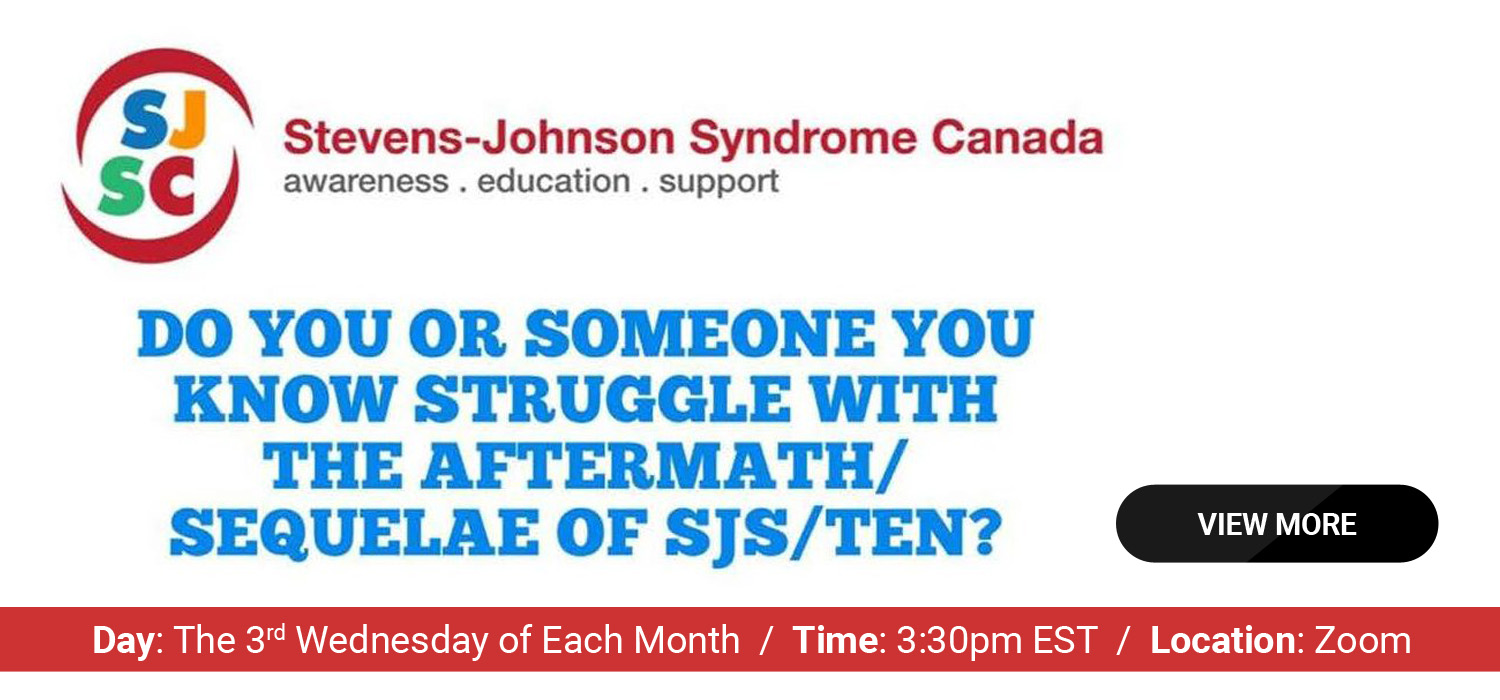 SJ
SC
Stevens-Johnson Syndrome Canada
awareness . education . support
DO YOU OR SOMEONE YOU
KNOW STRUGGLE WITH
THE AFTERMATH/
SEQUELAE OF SJS/TEN?
VIEW MORE
Day: The 3rd Wednesday of Each Month / Time: 3:30pm EST / Location: Zoom